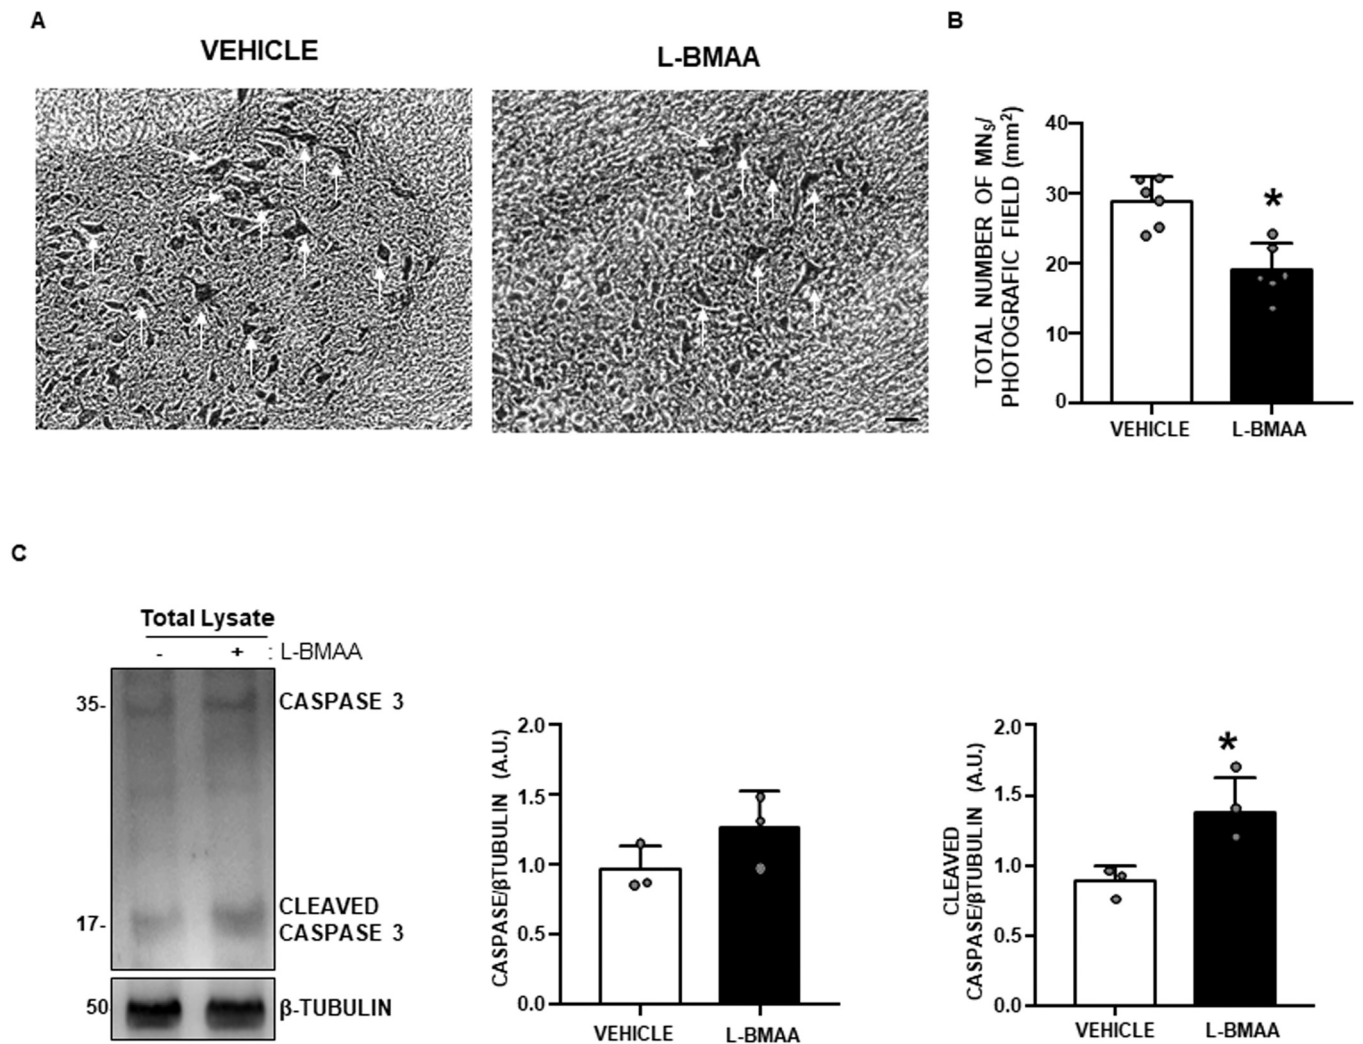 A
VEHICLE
L-BMAA
B
TOTAL NUMBER OF MNS/
PHOTOGRAFIC FIELD (mm2)
40
30
20
10
0
*
VEHICLE
L-BMAA
C
Total Lysate
- + : L-BMAA
35-
CASPASE 3
17-
CLEAVED
CASPASE 3
50
β-TUBULIN
CASPASE/βTUBULIN (A.U.)
2.0
1.5
1.0
0.5
0.0
VEHICLE
L-BMAA
CLEAVED
CASPASE/βTUBULIN (A.U.)
2.0
1.5
1.0
0.5
0.0
*
VEHICLE
L-BMAA